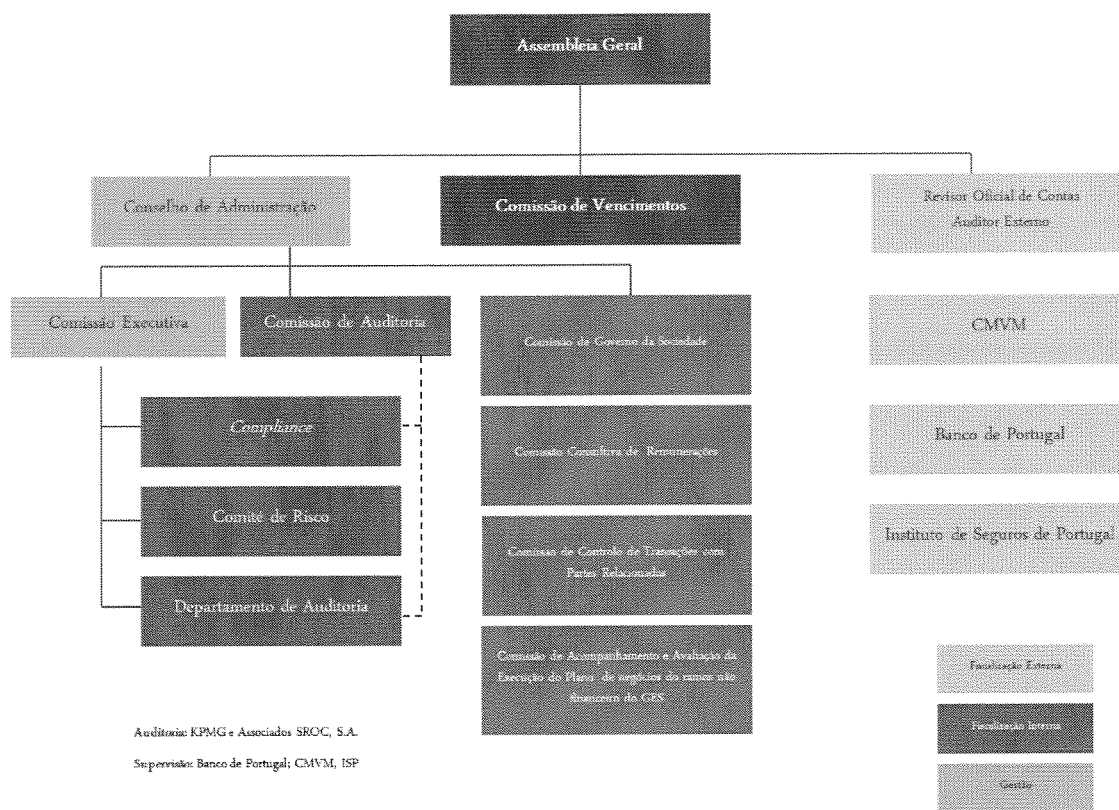 Assembleia Geral
Conselho de Administração
Comissão de Vencimentos
Revisor Oficial de Contas
Auditor Externo
Comissão Executiva
Comissão de Auditoria
Comissão de Governo da Sociedade
CMVM
Compliance
Comissão Consultiva de Remunerações
Banco de Portugal
Comité de Risco
Comissão de Controlo de Transações com
Partes Relacionadas
Instituto de Seguros de Portugal
Departamento de Auditoria
Comissão de Acompanhamento e Avaliação da
Execução do Plano de negócios do ramo não
financeiro do GES
Fiscalização Externa
Fiscalização Interna
Gestão
Auditoria: KPMG e Associados SROC, S.A.
Supervisão: Banco de Portugal; CMVM, ISP